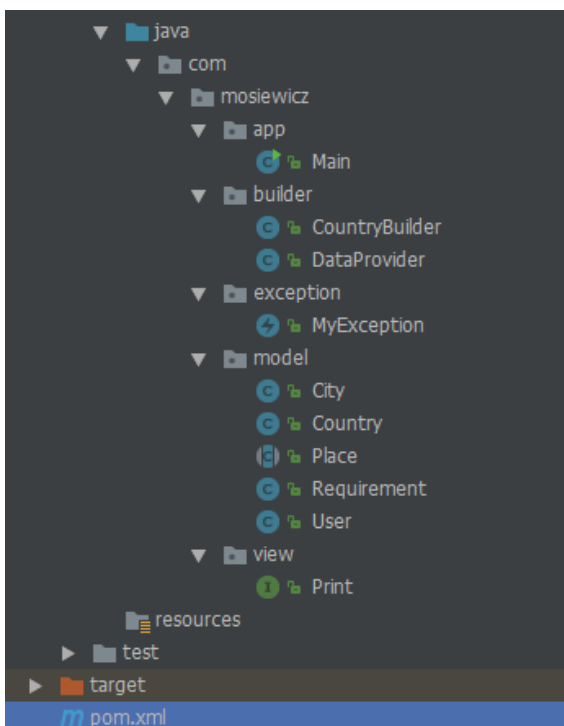 java
com
mosiewicz
app
Main
builder
CountryBuilder
DataProvider
exception
MyException
model
City
Country
Place
Requirement
User
view
Print
resources
test
target
pom.xml